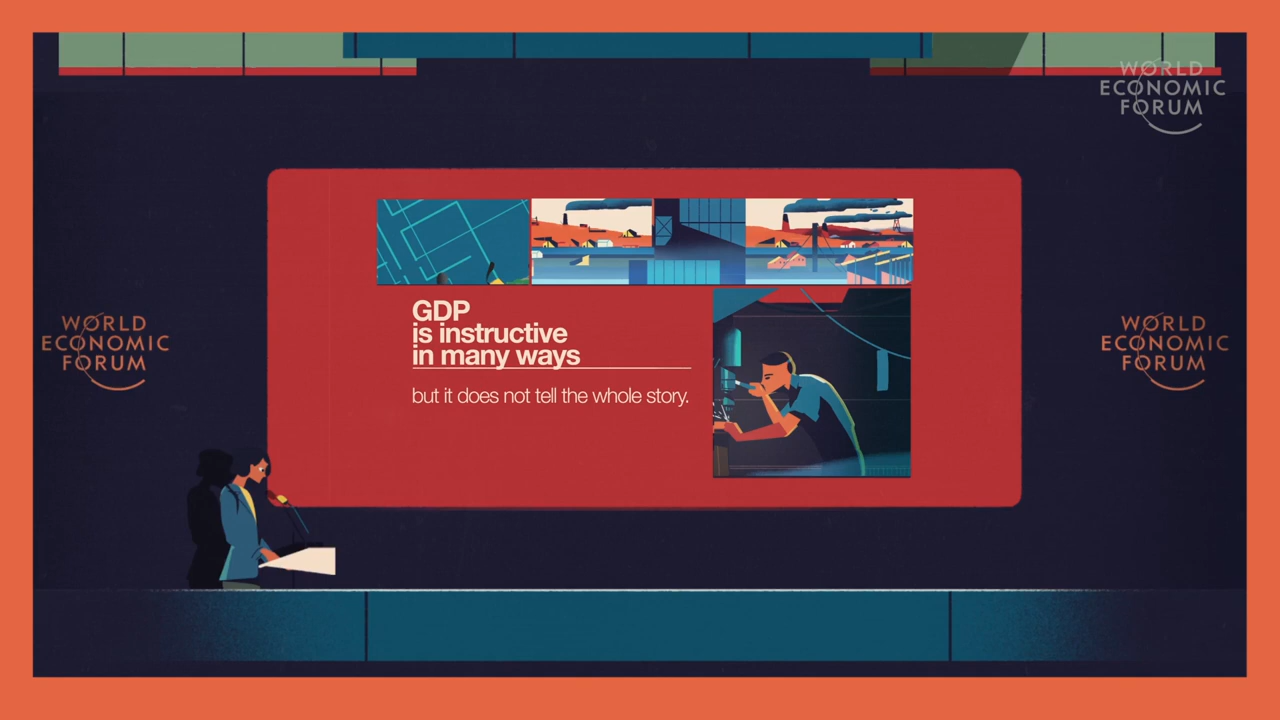 WORLD
ECONOMIC
FORUM
GDP
is instructive
in many ways
but it does not tell the whole story.
WORLD
ECONOMIC
FORUM
WORLD
ECONOMIC
FORUM